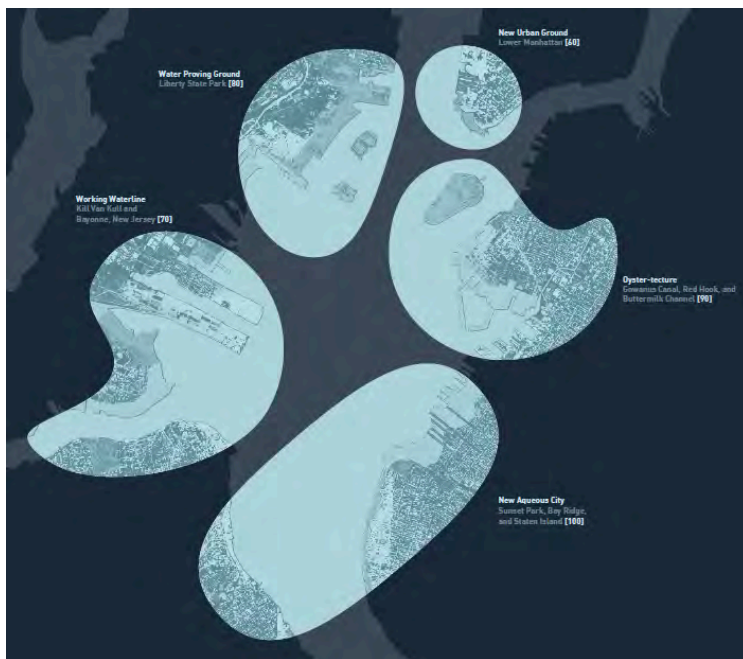 New Urban Ground
Lower Manhattan [60]
Water Proving Ground
Liberty State Park [80]
Working Waterline
Kill Van Kull and
Bayonne, New Jersey [70]
Oyster-tecture
Gowanus Canal, Red Hook, and
Buttermilk Channel [90]
New Aqueous City
Sunset Park, Bay Ridge,
and Staten Island [100]